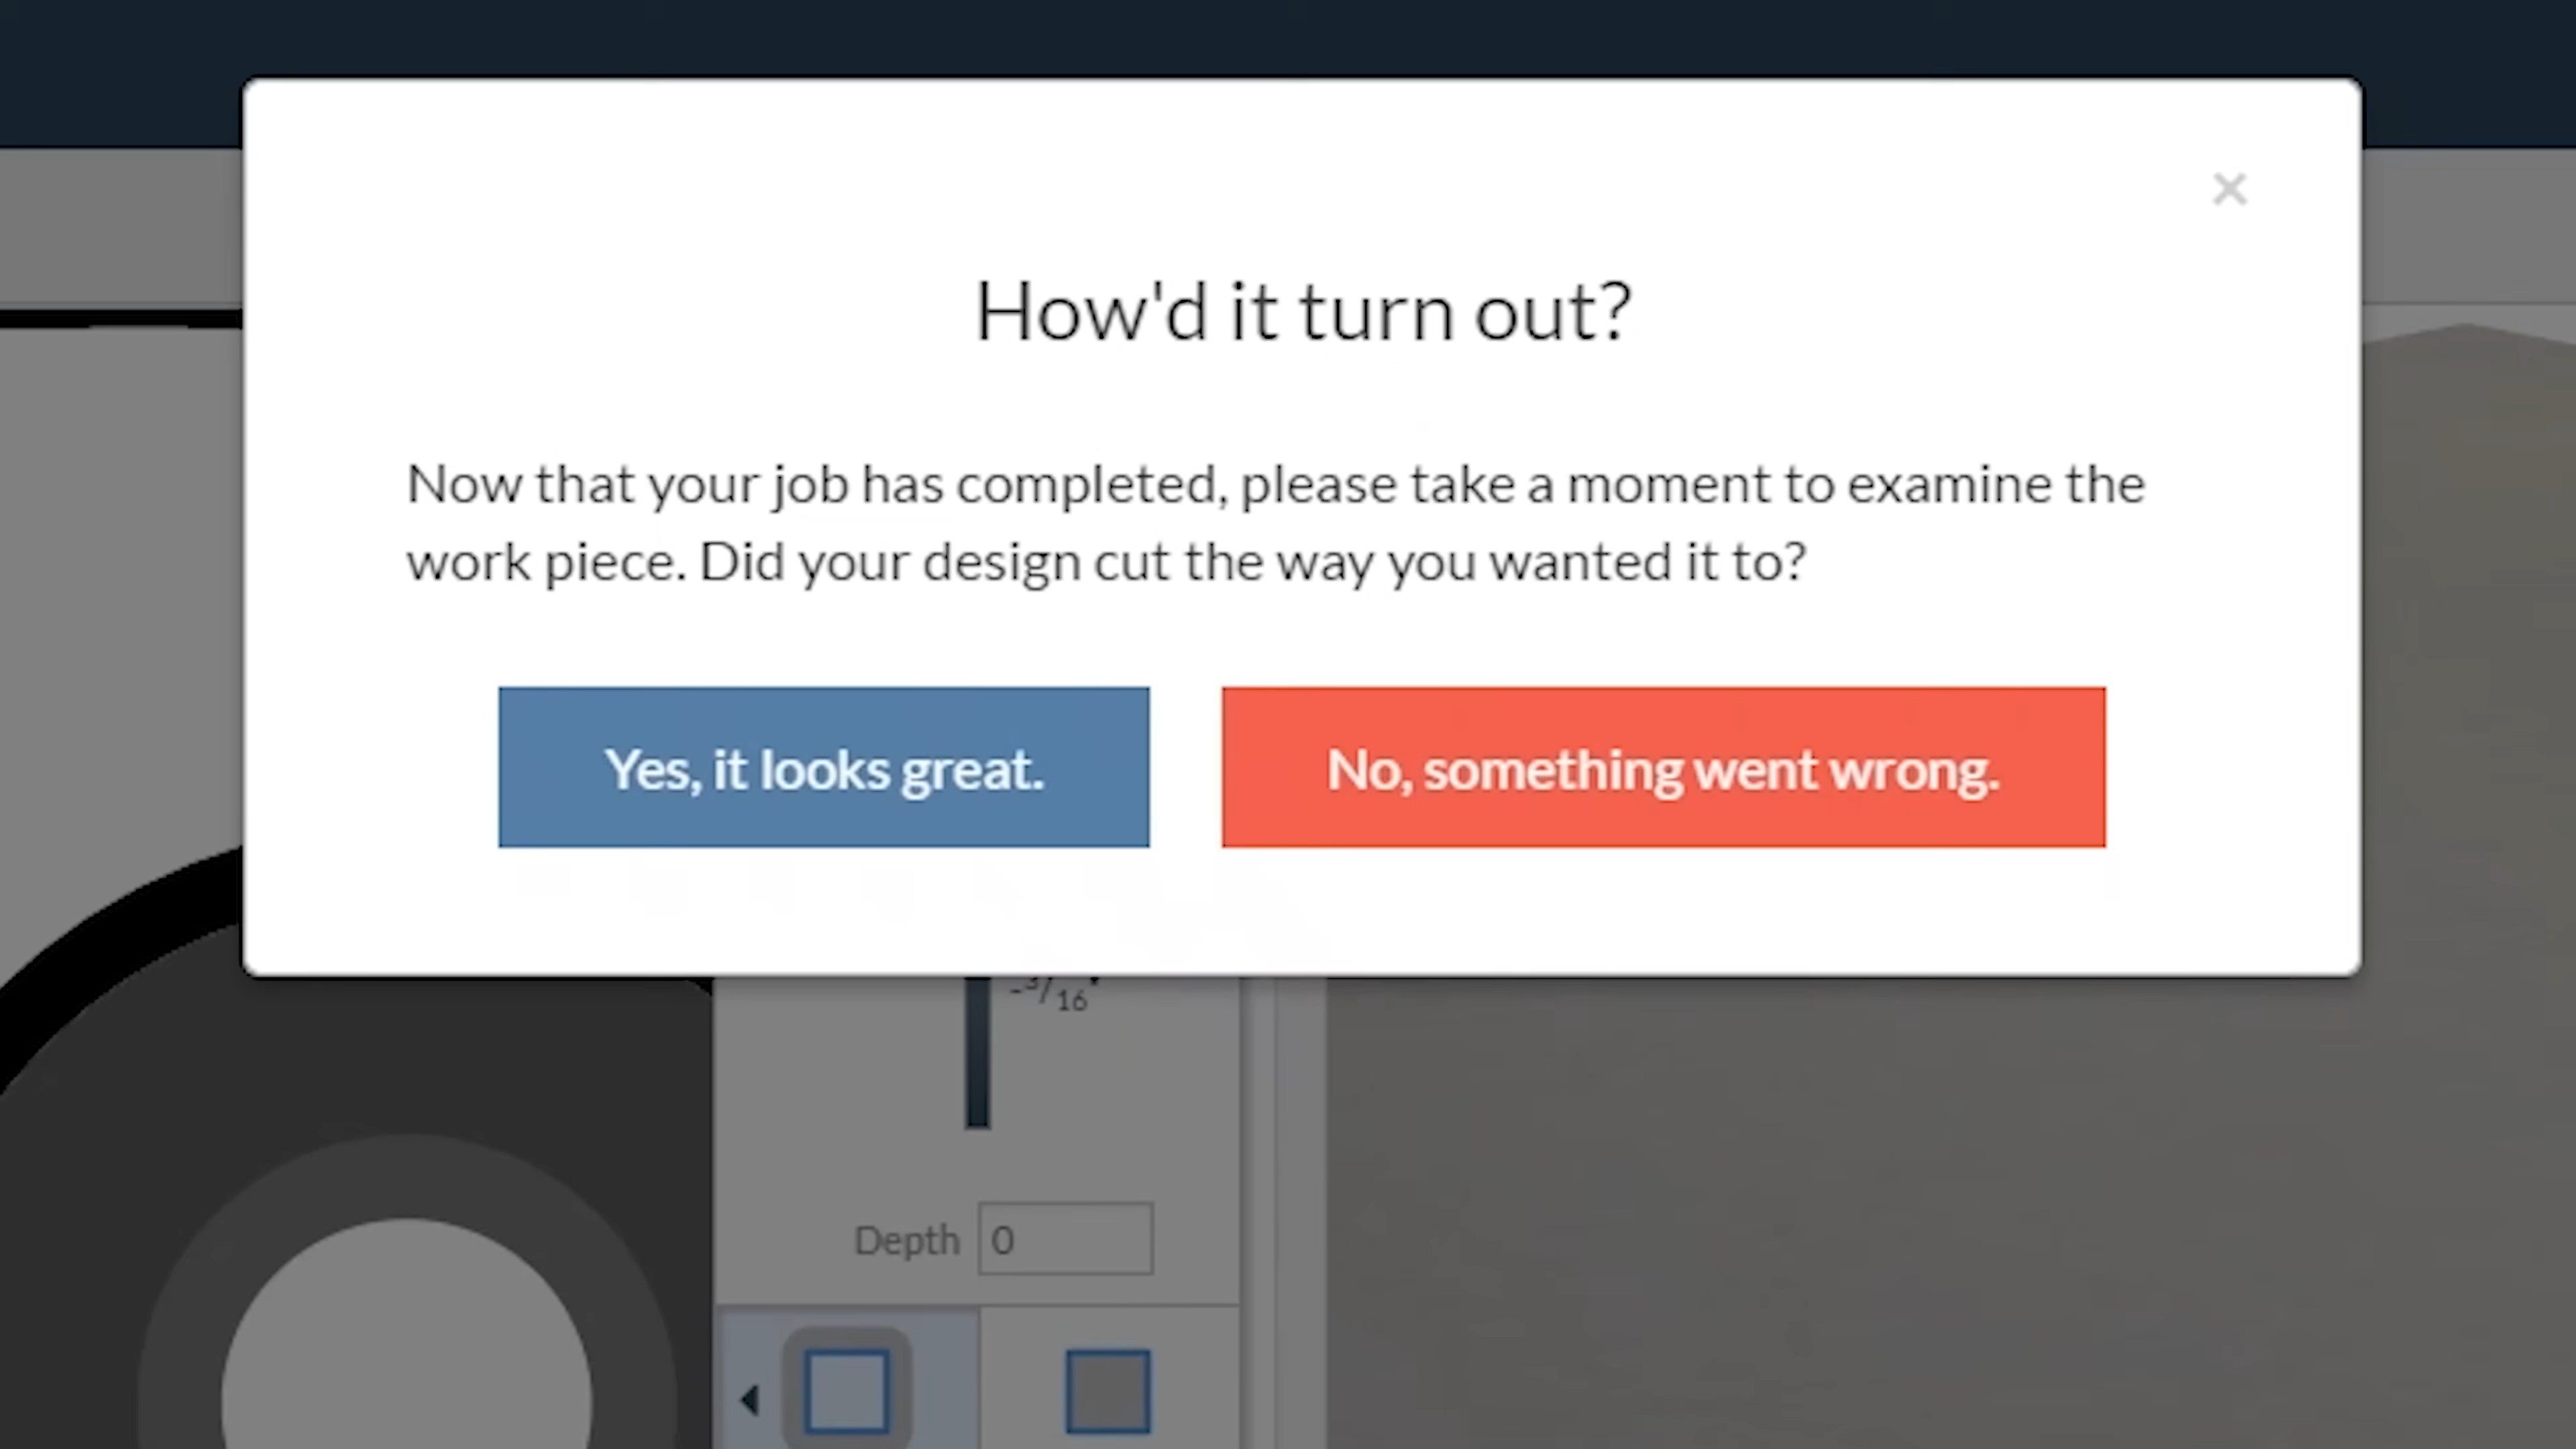 How'd it turn out?
Now that your job has completed, please take a moment to examine the
work piece. Did your design cut the way you wanted it to?
Yes, it looks great.
No, something went wrong.
-3/16"
Depth 0